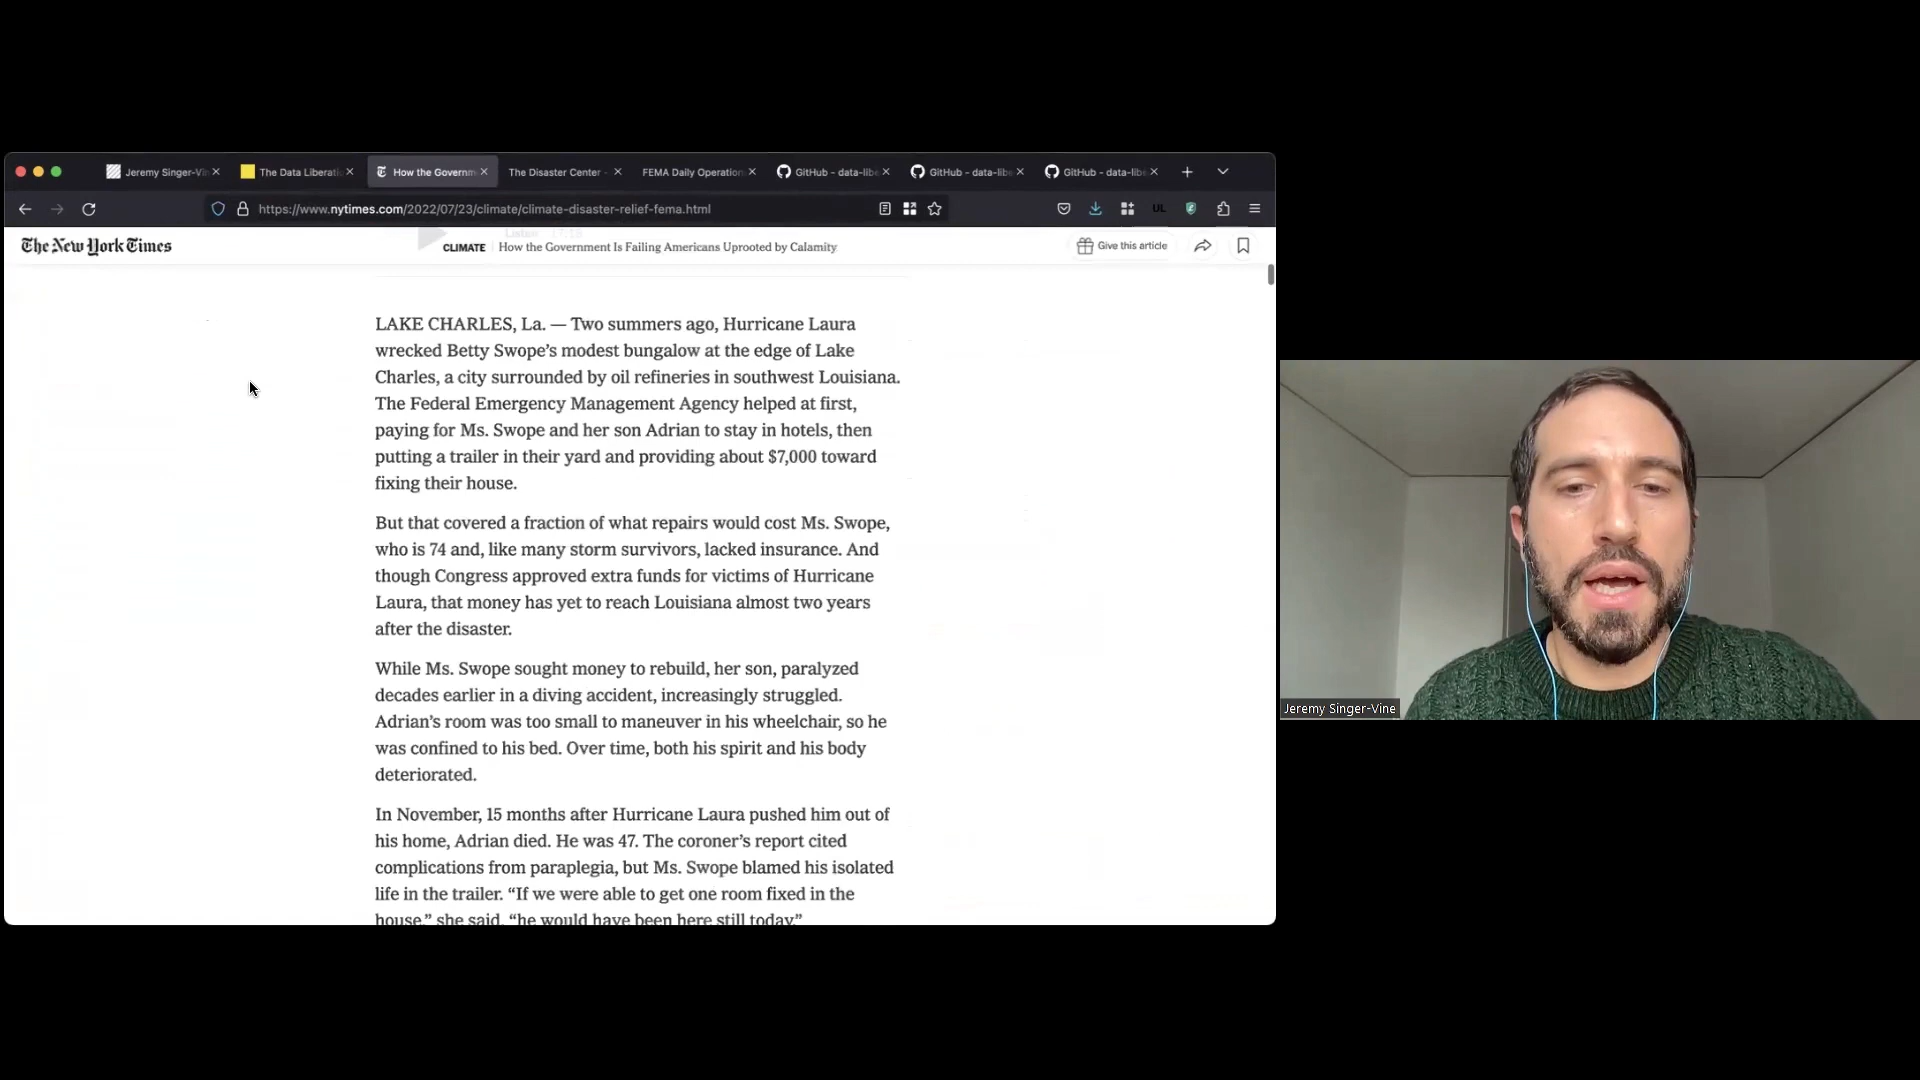 Jeremy Singer-Vin
The Data Liberati
How the Governm
The Disaster Center -
FEMA Daily Operation
GitHub - data-libe
GitHub - data-libe
GitHub - data-libe
https://www.nytimes.com/2022/07/23/climate/climate-disaster-relief-fema.html
UL
The New York Times
CLIMATE
How the Government Is Failing Americans Uprooted by Calamity
Give this article
LAKE CHARLES, La. — Two summers ago, Hurricane Laura
wrecked Betty Swope’s modest bungalow at the edge of Lake
Charles, a city surrounded by oil refineries in southwest Louisiana.
The Federal Emergency Management Agency helped at first,
paying for Ms. Swope and her son Adrian to stay in hotels, then
putting a trailer in their yard and providing about $7,000 toward
fixing their house.
But that covered a fraction of what repairs would cost Ms. Swope,
who is 74 and, like many storm survivors, lacked insurance. And
though Congress approved extra funds for victims of Hurricane
Laura, that money has yet to reach Louisiana almost two years
after the disaster.
While Ms. Swope sought money to rebuild, her son, paralyzed
decades earlier in a diving accident, increasingly struggled.
Adrian’s room was too small to maneuver in his wheelchair, so he
was confined to his bed. Over time, both his spirit and his body
deteriorated.
In November, 15 months after Hurricane Laura pushed him out of
his home, Adrian died. He was 47. The coroner’s report cited
complications from paraplegia, but Ms. Swope blamed his isolated
life in the trailer. “If we were able to get one room fixed in the
house,” she said, “he would have been here still today.”
Jeremy Singer-Vine